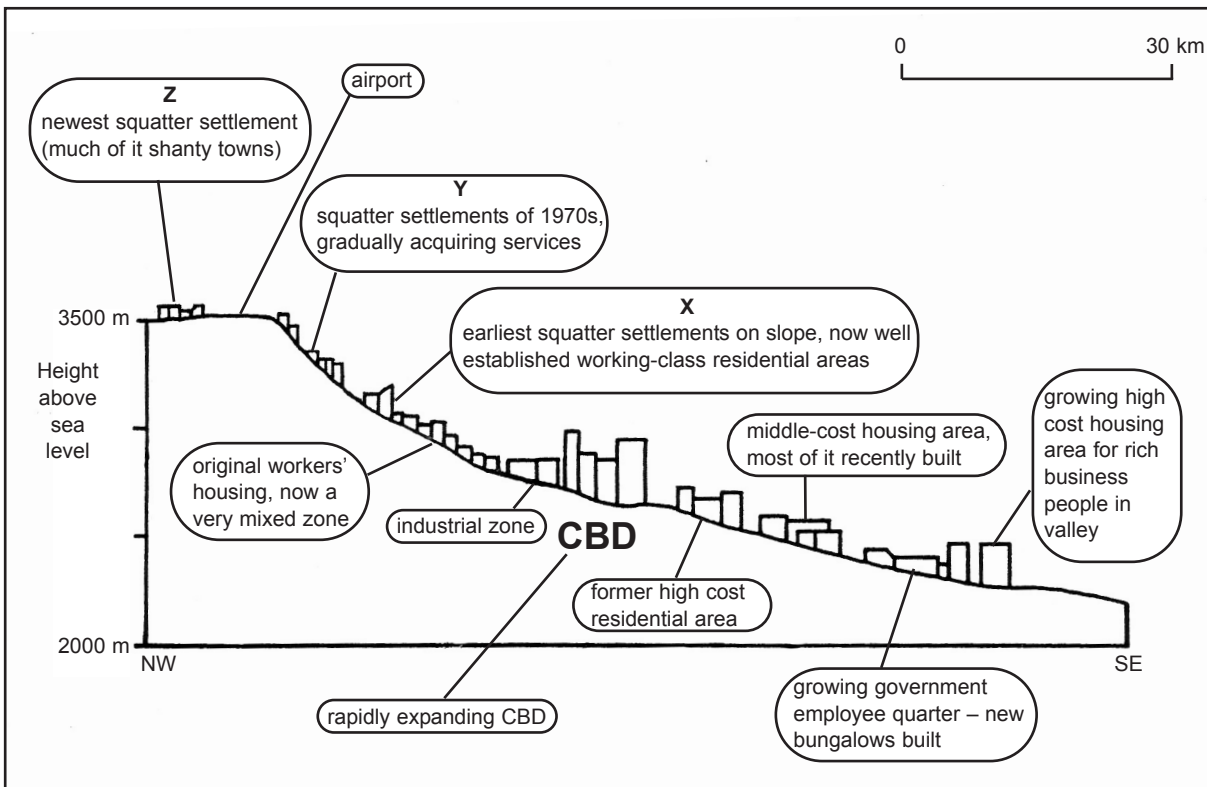 0
30 km
airport
Z
newest squatter settlement
(much of it shanty towns)
Y
squatter settlements of 1970s,
gradually acquiring services
3500 m
X
earliest squatter settlements on slope, now well
established working-class residential areas
Height
above
sea
level
growing high
cost housing
area for rich
business
people in
valley
middle-cost housing area,
most of it recently built
original workers'
housing, now a
very mixed zone
industrial zone
CBD
former high cost
residential area
2000 m
NW
SE
rapidly expanding CBD
growing government
employee quarter – new
bungalows built